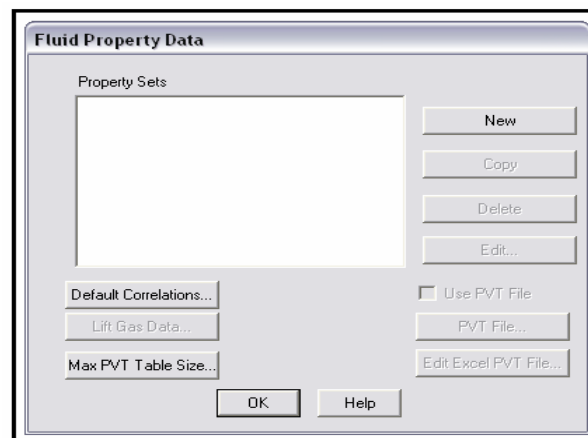 Fluid Property Data
Property Sets
New
Copy
Delete
Edit...
Default Correlations...
Use PVT File
Lift Gas Data...
PVT File...
Max PVT Table Size...
Edit Excel PVT File...
OK
Help